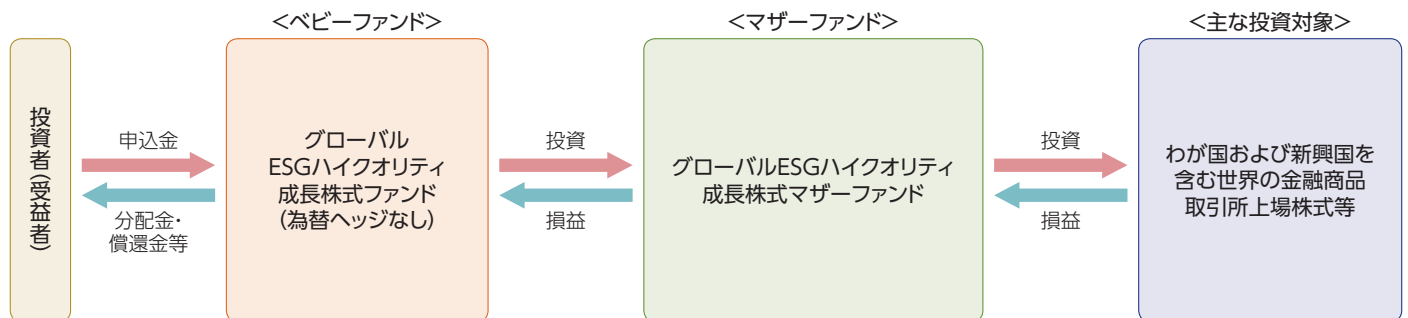 <ベビーファンド>
<マザーファンド>
<主な投資対象>
投資者(受益者)
申込金
分配金・
償還金等
グローバル
ESGハイクオリティ
成長株式ファンド
(為替ヘッジなし)
投資
損益
グローバルESGハイクオリティ
成長株式マザーファンド
投資
損益
わが国および新興国を
含む世界の金融商品
取引所上場株式等